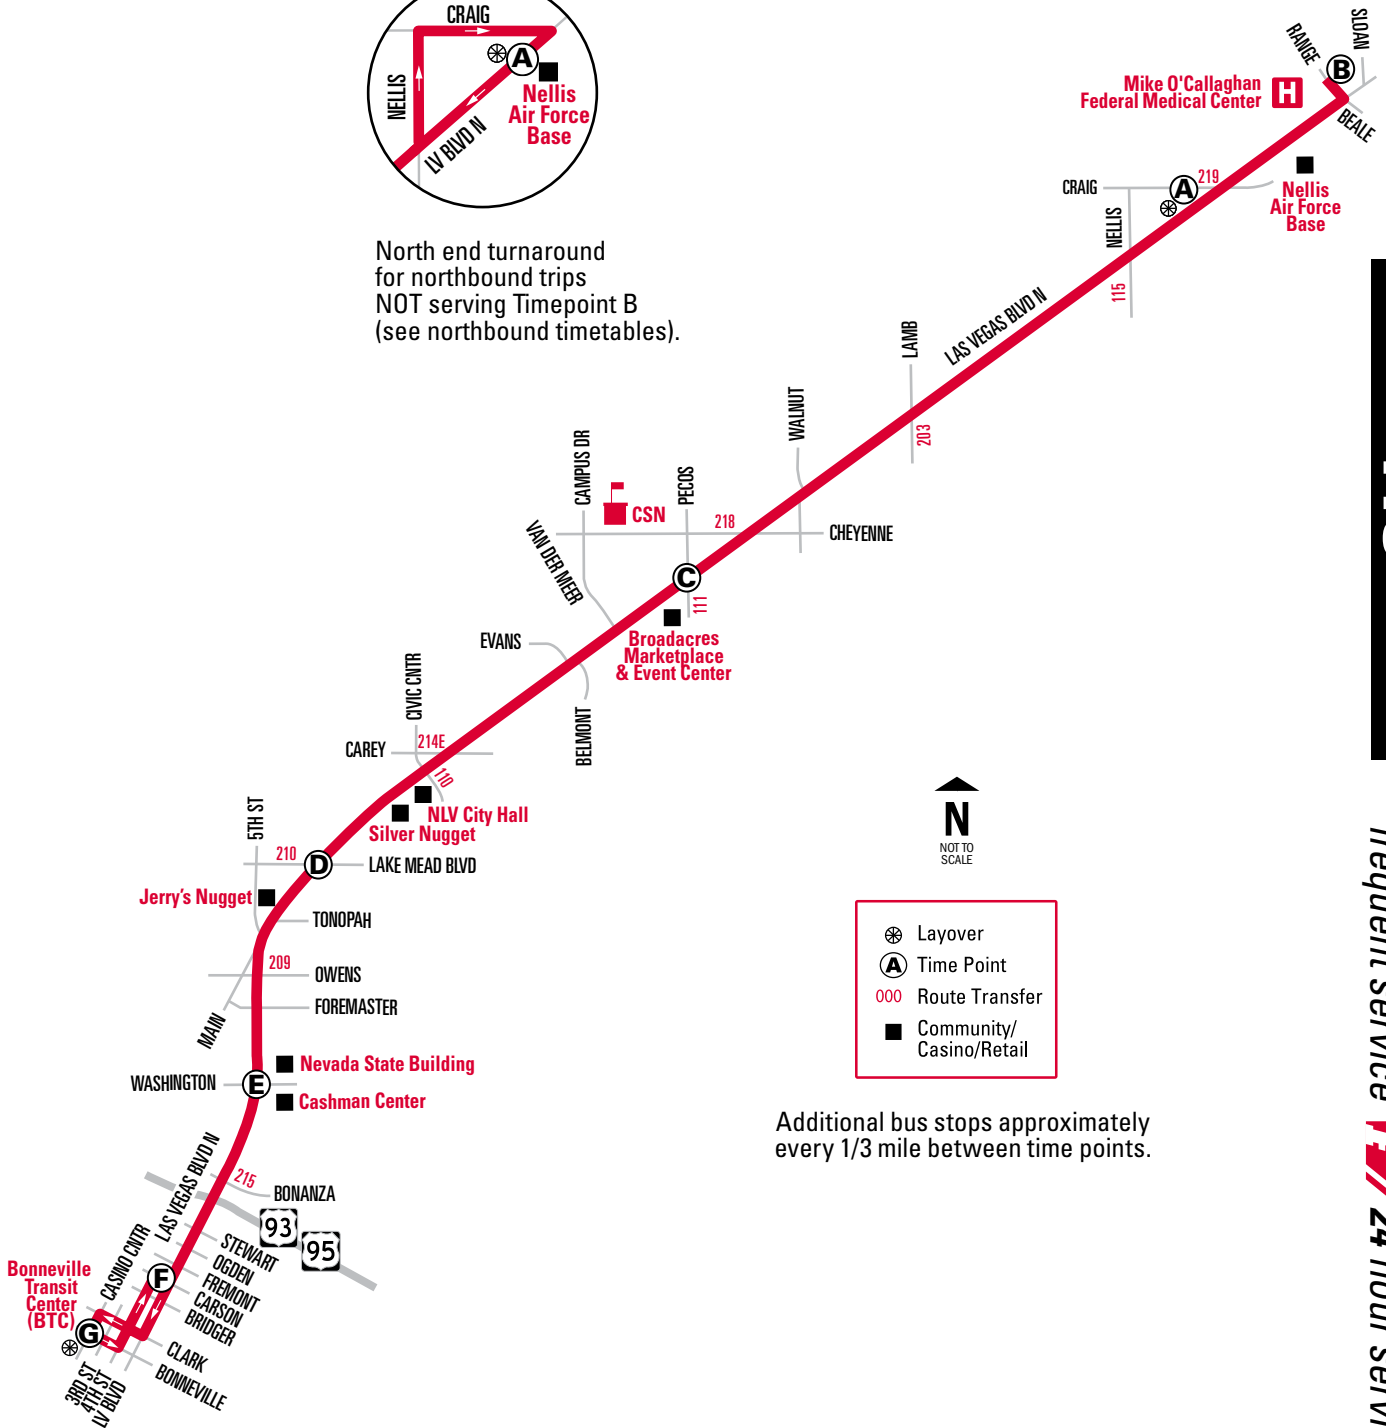 CRAIG
NELLIS
LV BLVD N
A
Nellis
Air Force
Base
North end turnaround
for northbound trips
NOT serving Timepoint B
(see northbound timetables).
RANGE
SLOAN
B
Mike O'Callaghan
Federal Medical Center
H
BEALE
CRAIG
A
219
Nellis
Air Force
Base
NELLIS
115
LAS VEGAS BLVD N
LAMB
203
WALNUT
CAMPUS DR
CSN
PECOS
218
CHEYENNE
VAN DER MEER
C
111
Broadacres
Marketplace
& Event Center
EVANS
BELMONT
CIVIC CNTR
CAREY
214E
110
NLV City Hall
Silver Nugget
5TH ST
210
D
LAKE MEAD BLVD
Jerry's Nugget
TONOPAH
209
OWENS
FOREMASTER
MAIN
Nevada State Building
WASHINGTON
E
Cashman Center
N
NOT TO
SCALE
Layover
A Time Point
000 Route Transfer
Community/
Casino/Retail
Additional bus stops approximately
every 1/3 mile between time points.
LAS VEGAS BLVD N
215
BONANZA
93
95
CASINO CNTR
STEWART
OGDEN
FREMONT
CARSON
BRIDGER
F
Bonneville
Transit
Center
(BTC)
G
CLARK
BONNEVILLE
3RD ST
4TH ST
LV BLVD
frequent service
24 hour